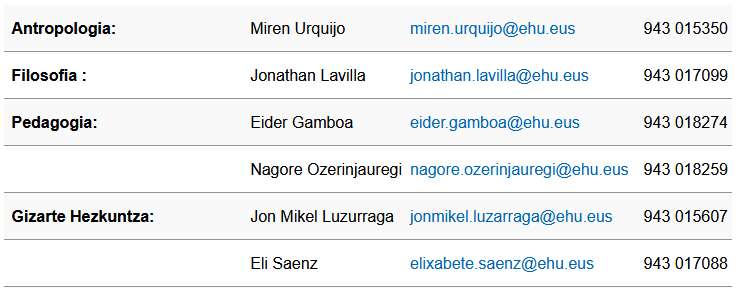 Antropologia: Miren Urquijo miren.urquijo@ehu.eus 943 015350
Filosofia : Jonathan Lavilla jonathan.lavilla@ehu.eus 943 017099
Pedagogia: Eider Gamboa eider.gamboa@ehu.eus 943 018274
Nagore Ozerinjauregi nagore.ozerinjauregi@ehu.eus 943 018259
Gizarte Hezkuntza: Jon Mikel Luzurraga jonmikel.luzarraga@ehu.eus 943 015607
Eli Saenz elixabete.saenz@ehu.eus 943 017088